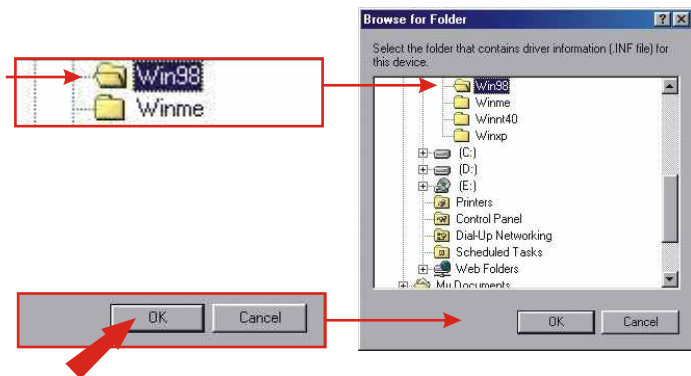 Win98
Winme
OK
Cancel
Browse for Folder
Select the folder that contains driver information (.INF file) for
this device.
Win98
Winme
Winnt40
Winxp
(C:)
(D:)
(E:)
Printers
Control Panel
Dial-Up Networking
Scheduled Tasks
Web Folders
My Documents
OK
Cancel